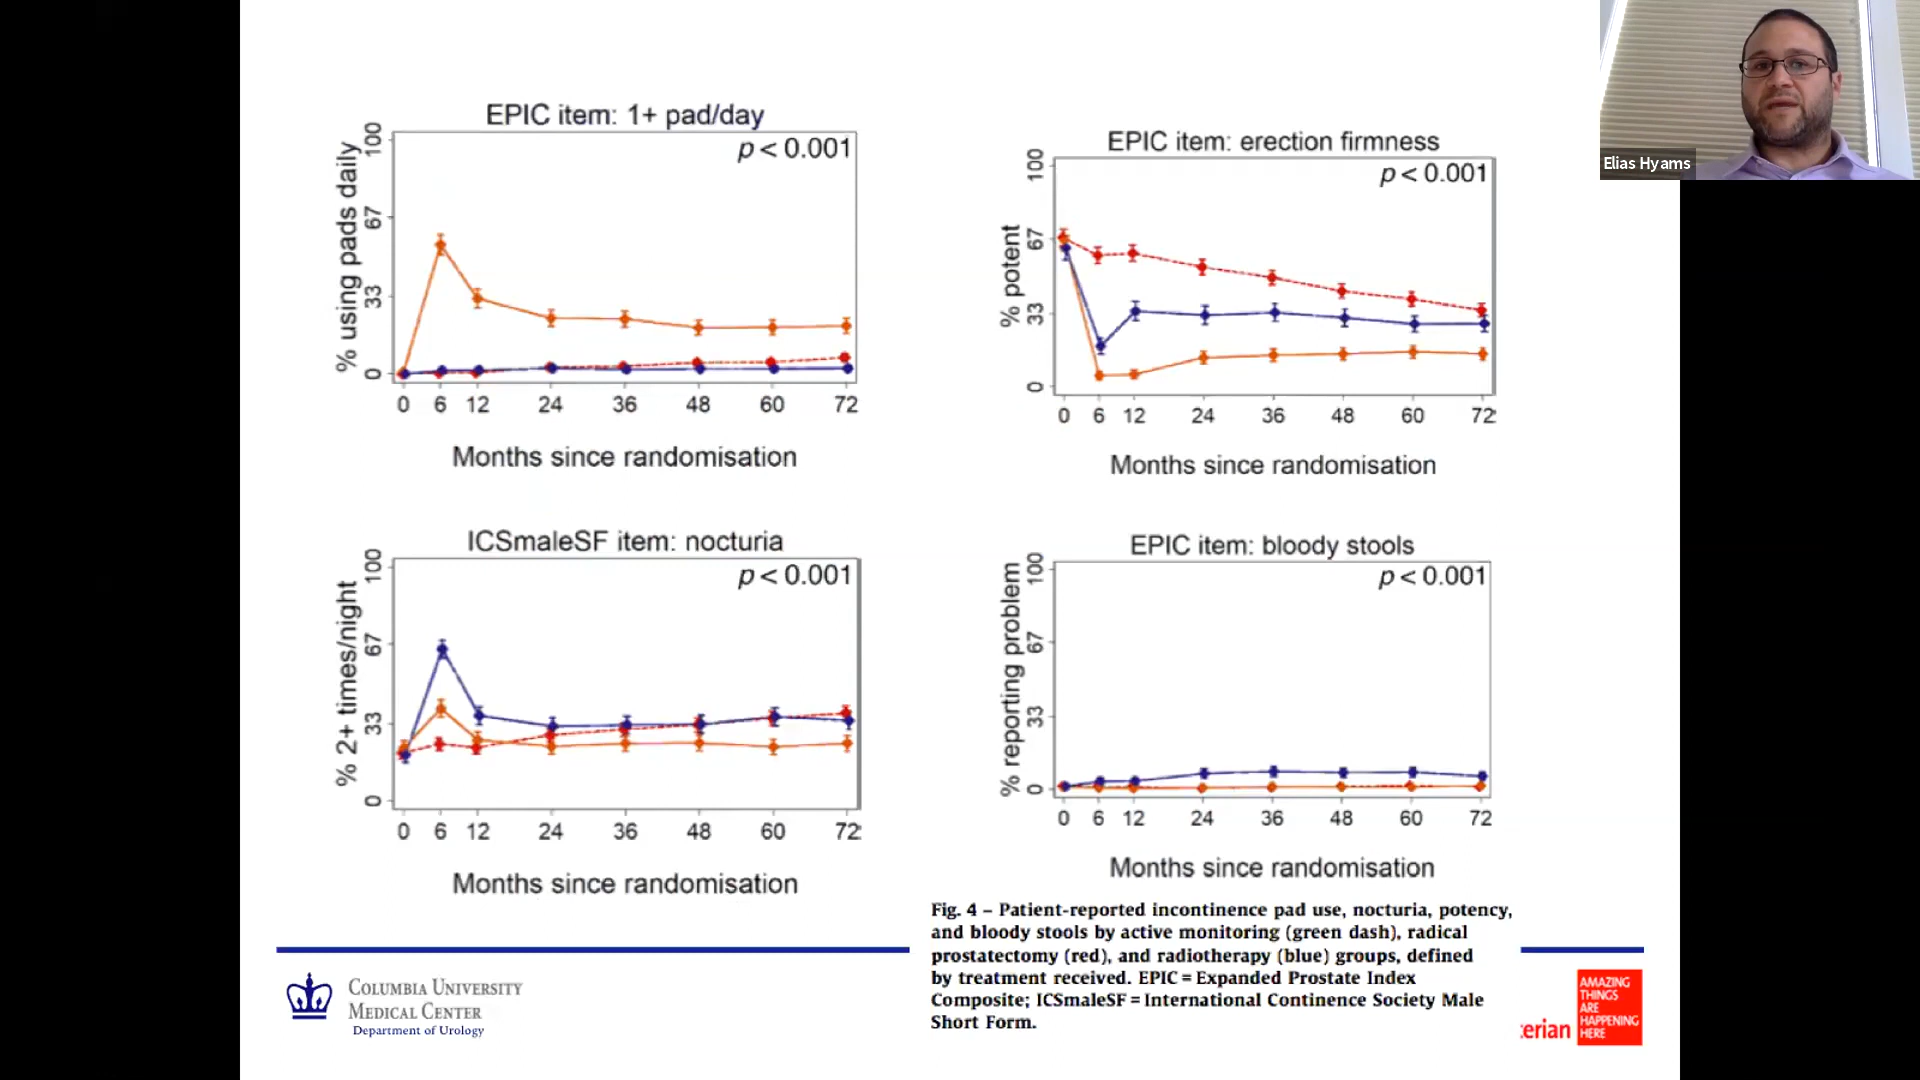 Elias Hyams
EPIC item: 1+ pad/day
p < 0.001
% using pads daily
100
67
33
0
0 6 12 24 36 48 60 72
Months since randomisation
EPIC item: erection firmness
p < 0.001
% potent
100
67
33
0
0 6 12 24 36 48 60 72
Months since randomisation
ICSmaleSF item: nocturia
p < 0.001
% 2+ times/night
100
67
33
0
0 6 12 24 36 48 60 72
Months since randomisation
EPIC item: bloody stools
p < 0.001
% reporting problem
100
67
33
0
0 6 12 24 36 48 60 72
Months since randomisation
Fig. 4 – Patient-reported incontinence pad use, nocturia, potency,
and bloody stools by active monitoring (green dash), radical
prostatectomy (red), and radiotherapy (blue) groups, defined
by treatment received. EPIC = Expanded Prostate Index
Composite; ICSmaleSF = International Continence Society Male
Short Form.
COLUMBIA UNIVERSITY
MEDICAL CENTER
Department of Urology
erian
AMAZING
THINGS
ARE
HAPPENING
HERE